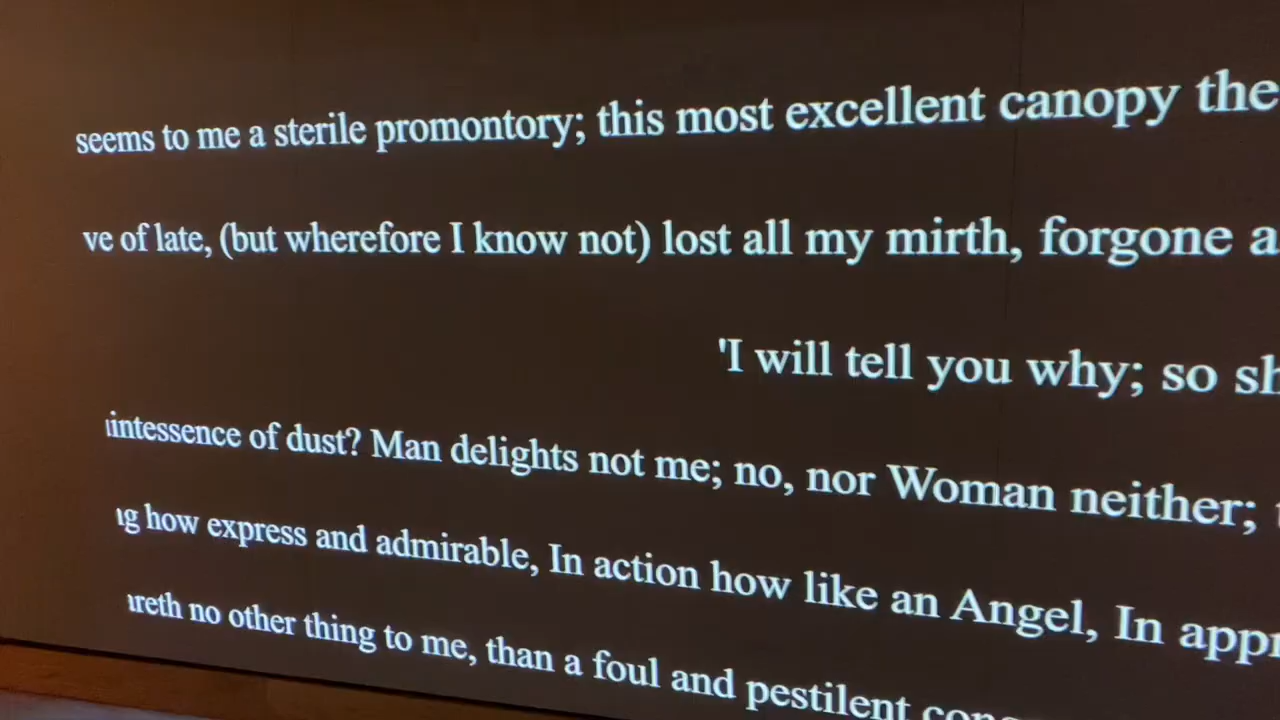 seems to me a sterile promontory; this most excellent canopy the
ve of late, (but wherefore I know not) lost all my mirth, forgone a
'I will tell you why; so sh
intessence of dust? Man delights not me; no, nor Woman neither;
how express and admirable, In action how like an Angel, In app
reth no other thing to me, than a foul and pestilent